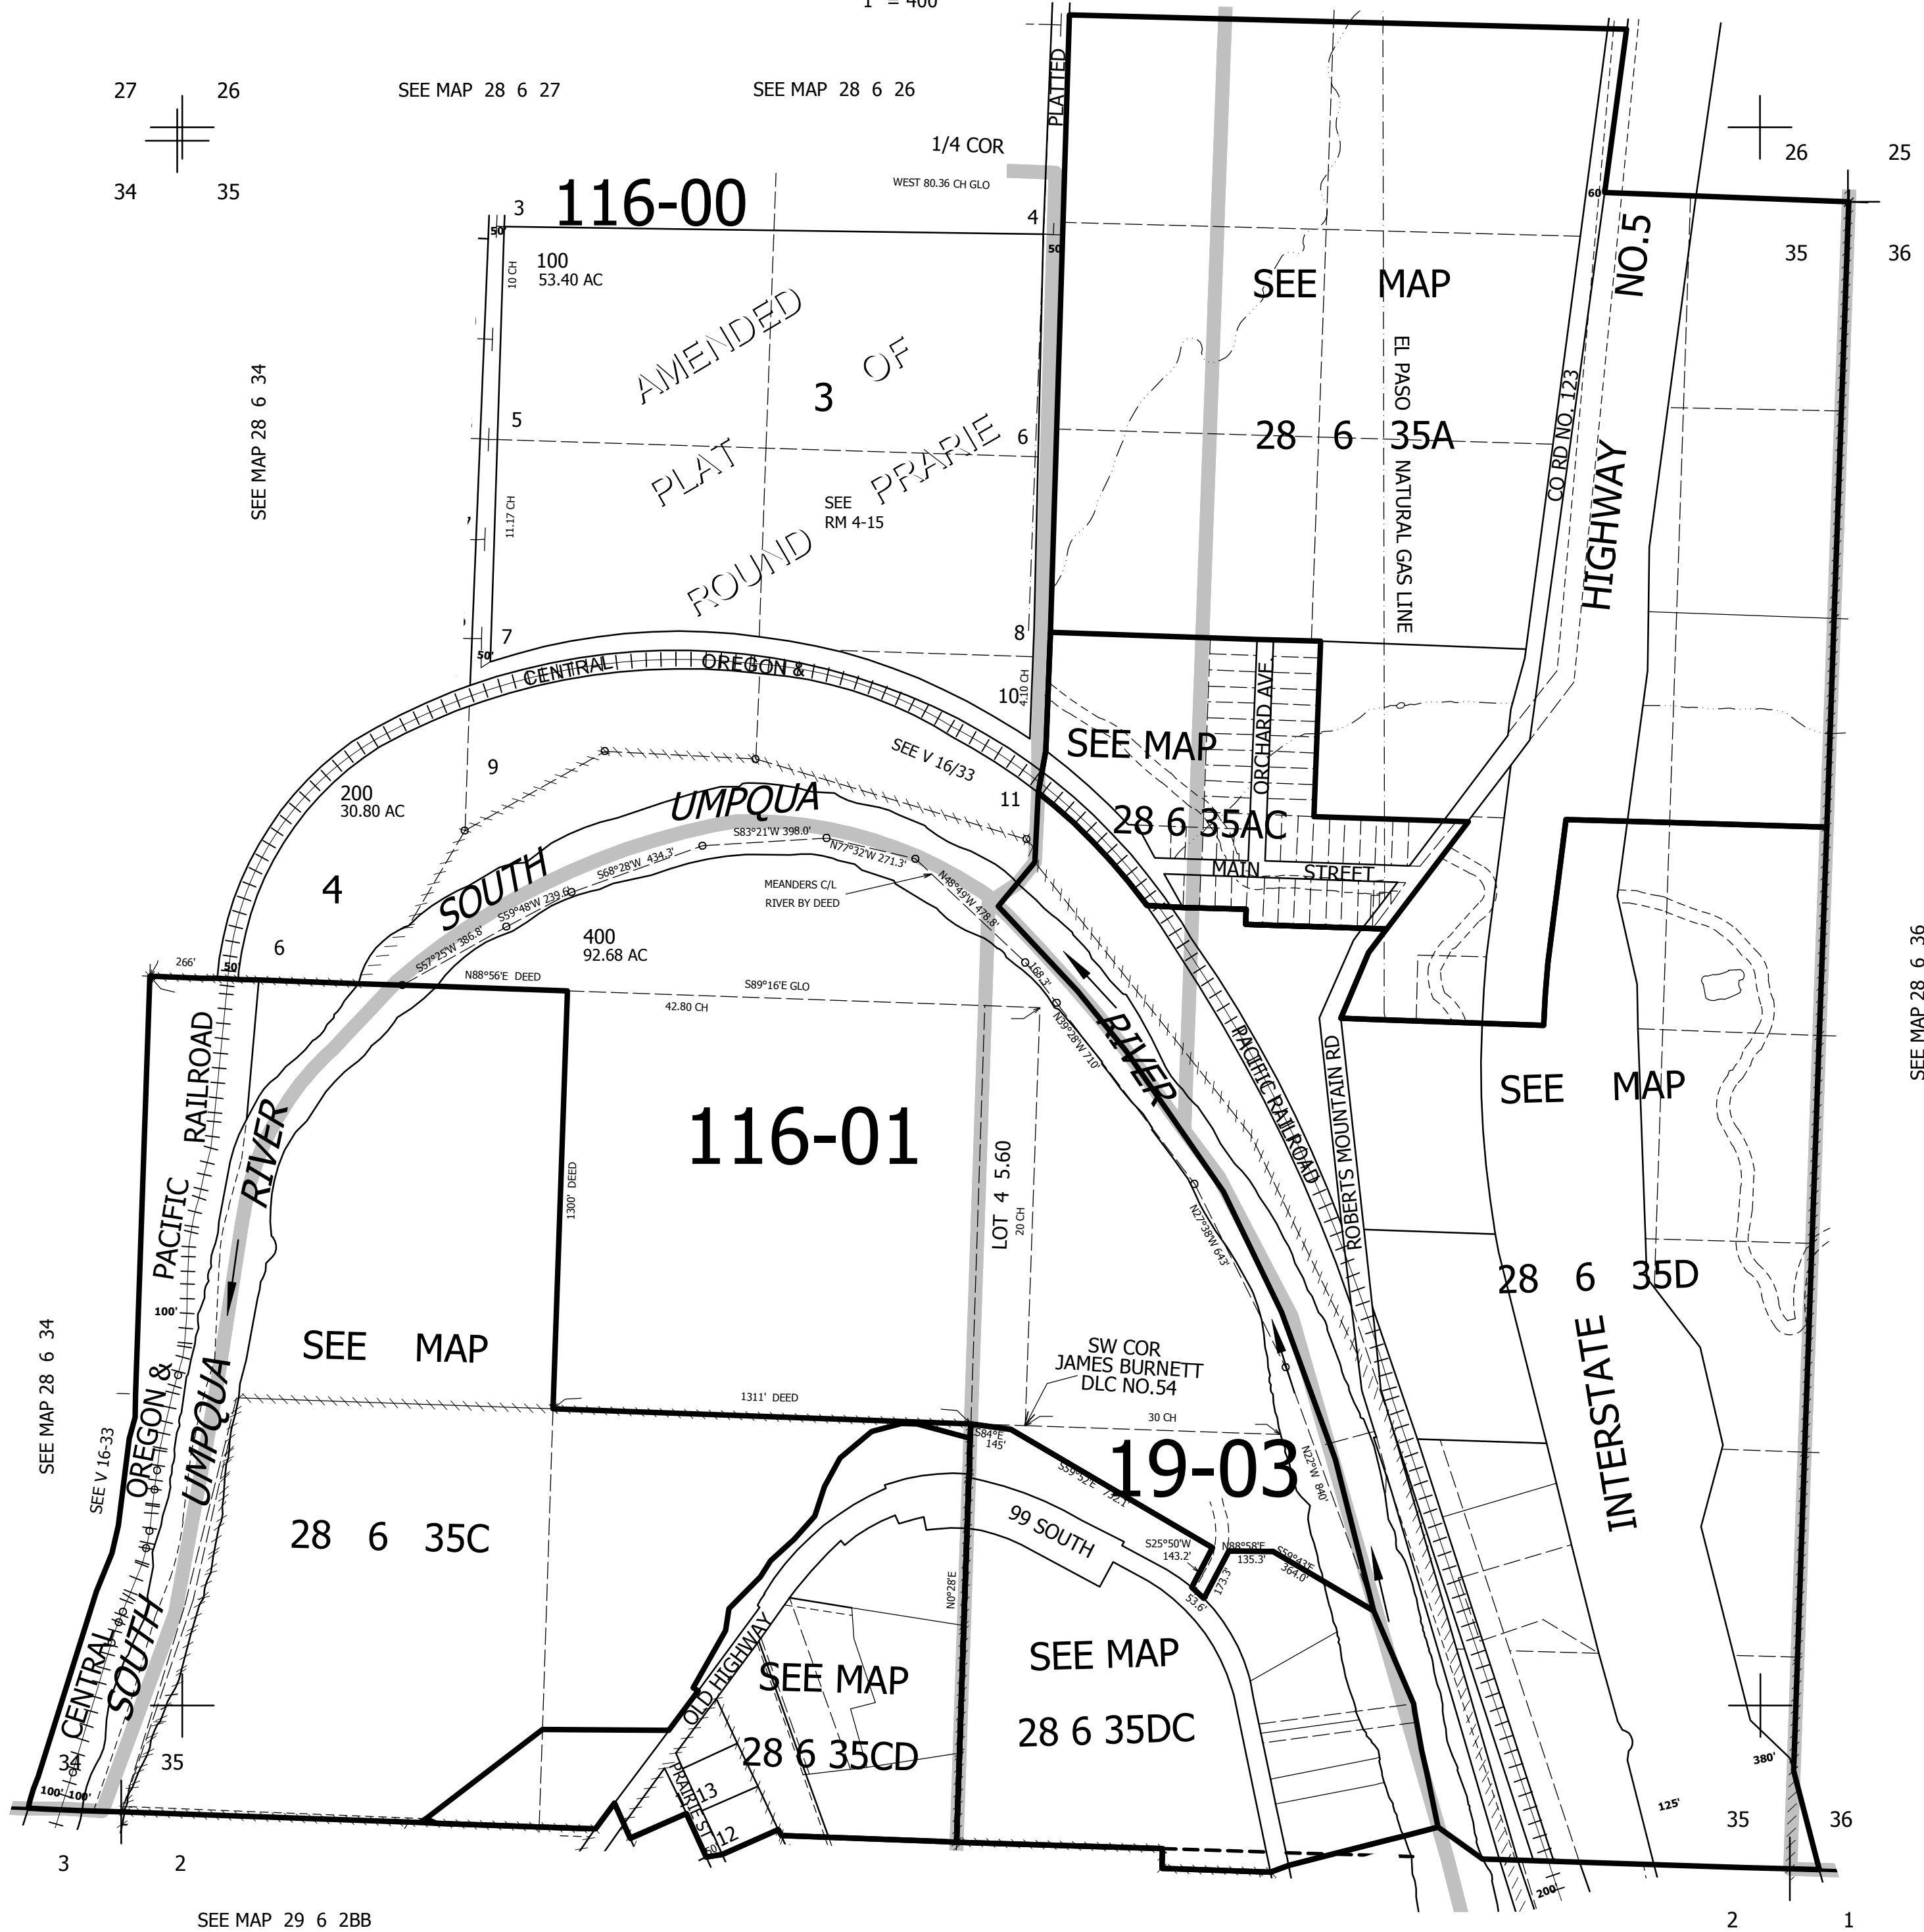 1" = 400'
27 26
SEE MAP 28 6 27
SEE MAP 28 6 26
PLATTED
34 35
1/4 COR
WEST 80.36 CH GLO
26 25
35 36
116-00
3
4
50'
50
60'
100
53.40 AC
10 CH
AMENDED
PLAT OF
ROUND PRARIE
3
SEE
RM 4-15
5
6
11.17 CH
7
8
50'
SEE MAP 28 6 34
SEE MAP
28 6 35A
EL PASO NATURAL GAS LINE
CO RD NO. 123
HIGHWAY NO.5
CENTRAL OREGON &
10
4.10 CH
SEE V 16/33
11
9
200
30.80 AC
4
6
SOUTH UMPQUA
S83°21'W 398.0'
N77°32'W 271.3'
S68°28'W 434.3'
S59°48'W 239.6'
S57°25'W 386.8'
N48°49'W 478.8'
MEANDERS C/L
RIVER BY DEED
SEE MAP
28 6 35AC
ORCHARD AVE.
MAIN STREET
400
92.68 AC
266'
50'
N88°56'E DEED
S89°16'E GLO
42.80 CH
168.3'
N39°28'W 710'
RIVER
PACIFIC RAILROAD
ROBERTS MOUNTAIN RD
SEE MAP
28 6 35D
SEE MAP 28 6 36
INTERSTATE
116-01
1300' DEED
LOT 4 5.60
20 CH
N27°38'W 643'
OREGON & PACIFIC RAILROAD
RIVER
100'
SEE MAP
28 6 35C
SEE MAP 28 6 34
SEE V 16-33
UMPQUA
SOUTH
CENTRAL
1311' DEED
SW COR
JAMES BURNETT
DLC NO.54
30 CH
S84°E
145'
19-03
S59°52'E 732.1'
N22°W 840'
99 SOUTH
S25°50'W
143.2'
N88°58'E
135.3'
S59°43'E
364.0'
173.3'
53.6'
N0°28'E
OLD HIGHWAY
SEE MAP
28 6 35CD
SEE MAP
28 6 35DC
PRAIRIE ST
13
12
60'
34 35
100' 100'
3 2
380'
125'
200'
35 36
2 1
SEE MAP 29 6 2BB